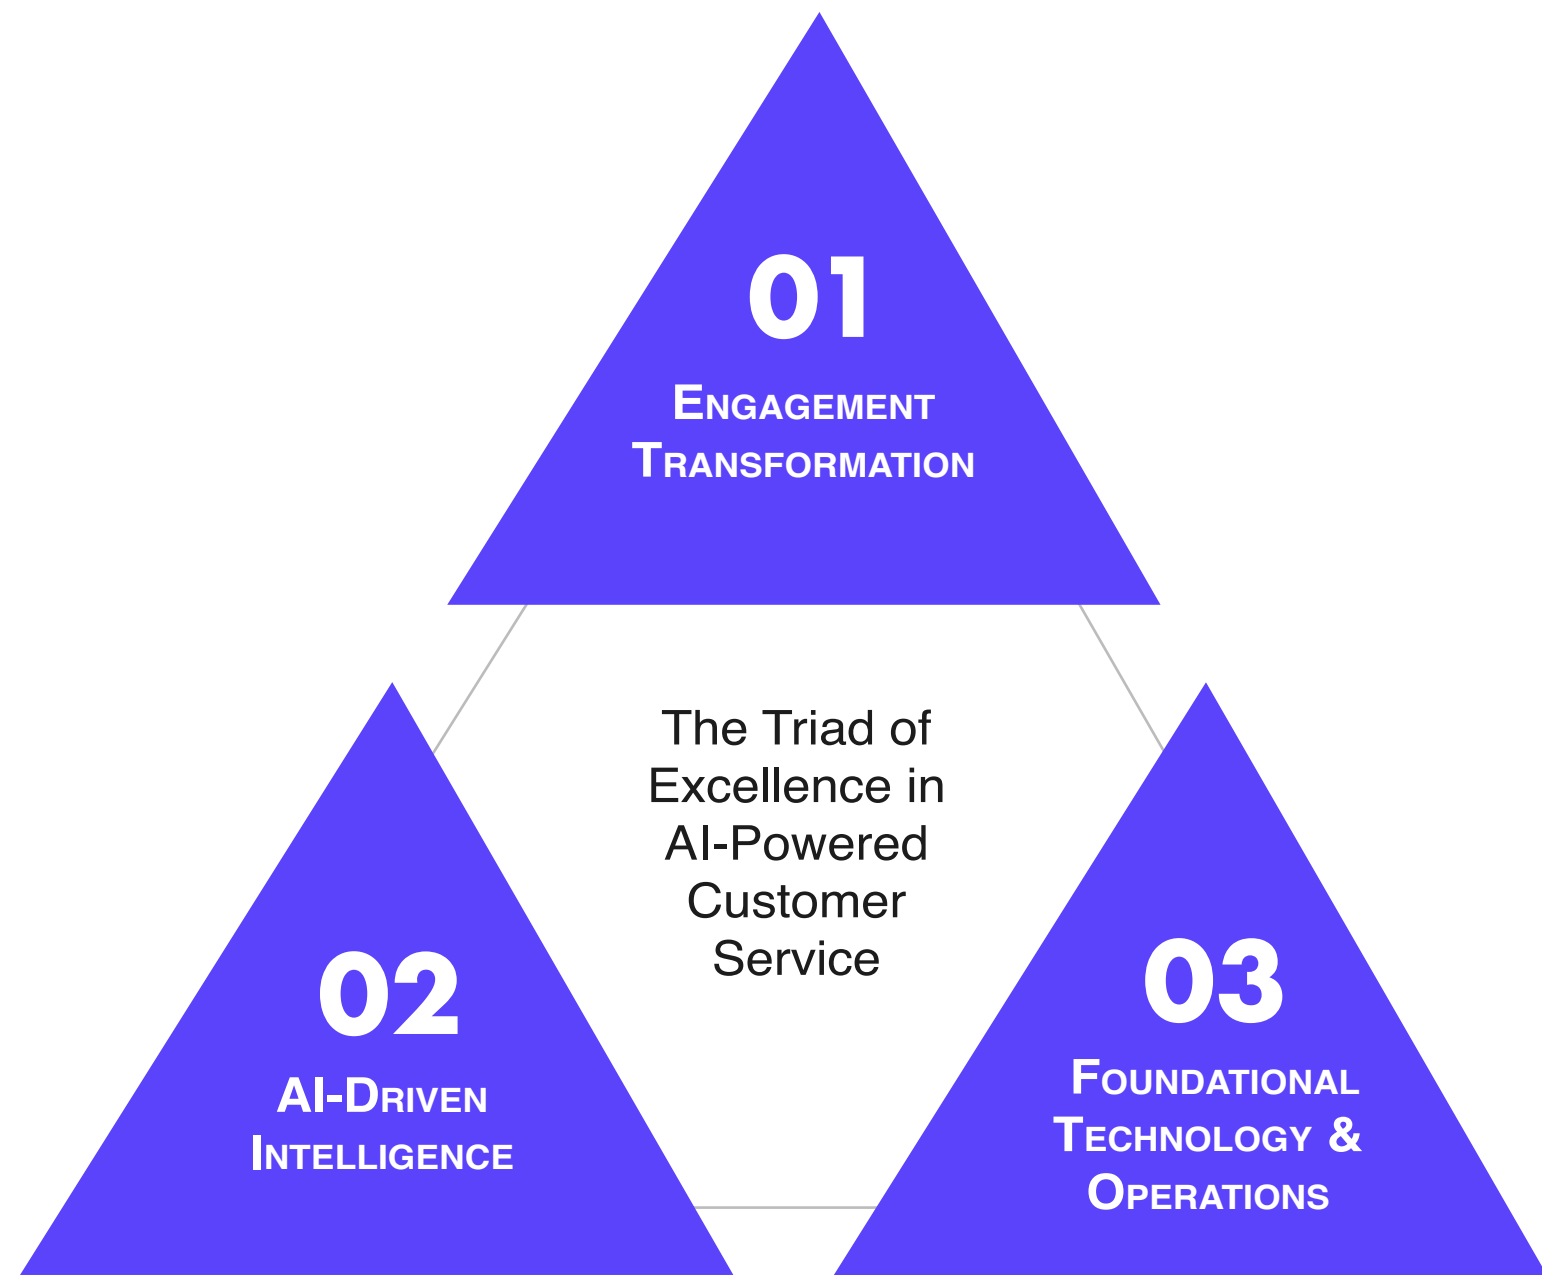 01
Engagement
Transformation
The Triad of
Excellence in
AI-Powered
Customer
Service
02
AI-Driven
Intelligence
03
Foundational
Technology &
Operations